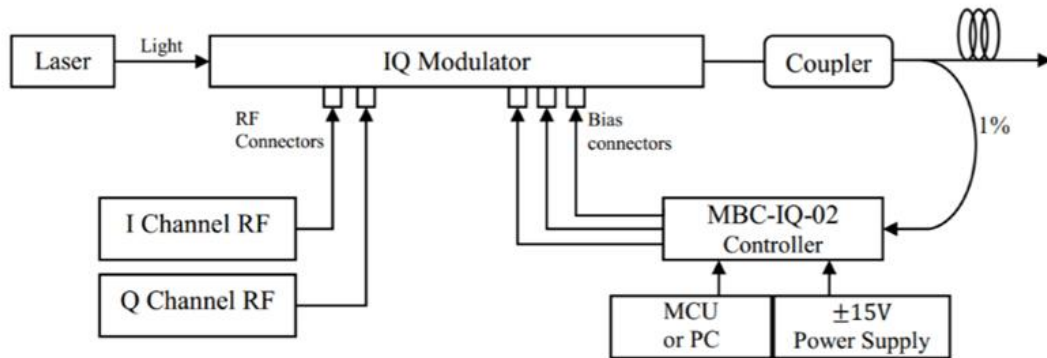 Laser
Light
IQ Modulator
Coupler
RF
Connectors
Bias
connectors
1%
I Channel RF
Q Channel RF
MBC-IQ-02
Controller
MCU
or PC
±15V
Power Supply